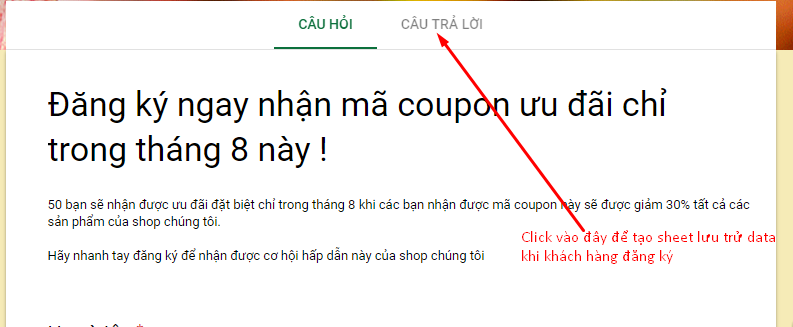 CÂU HỎI CÂU TRẢ LỜI
Đăng ký ngay nhận mã coupon ưu đãi chỉ
trong tháng 8 này !
50 bạn sẽ nhận được ưu đãi đặt biệt chỉ trong tháng 8 khi các bạn nhận được mã coupon này sẽ được giảm 30% tất cả các
sản phẩm của shop chúng tôi.
Click vào đây để tạo sheet lưu trử data
khi khách hàng đăng ký
Hãy nhanh tay đăng ký để nhận được cơ hội hấp dẫn này của shop chúng tôi